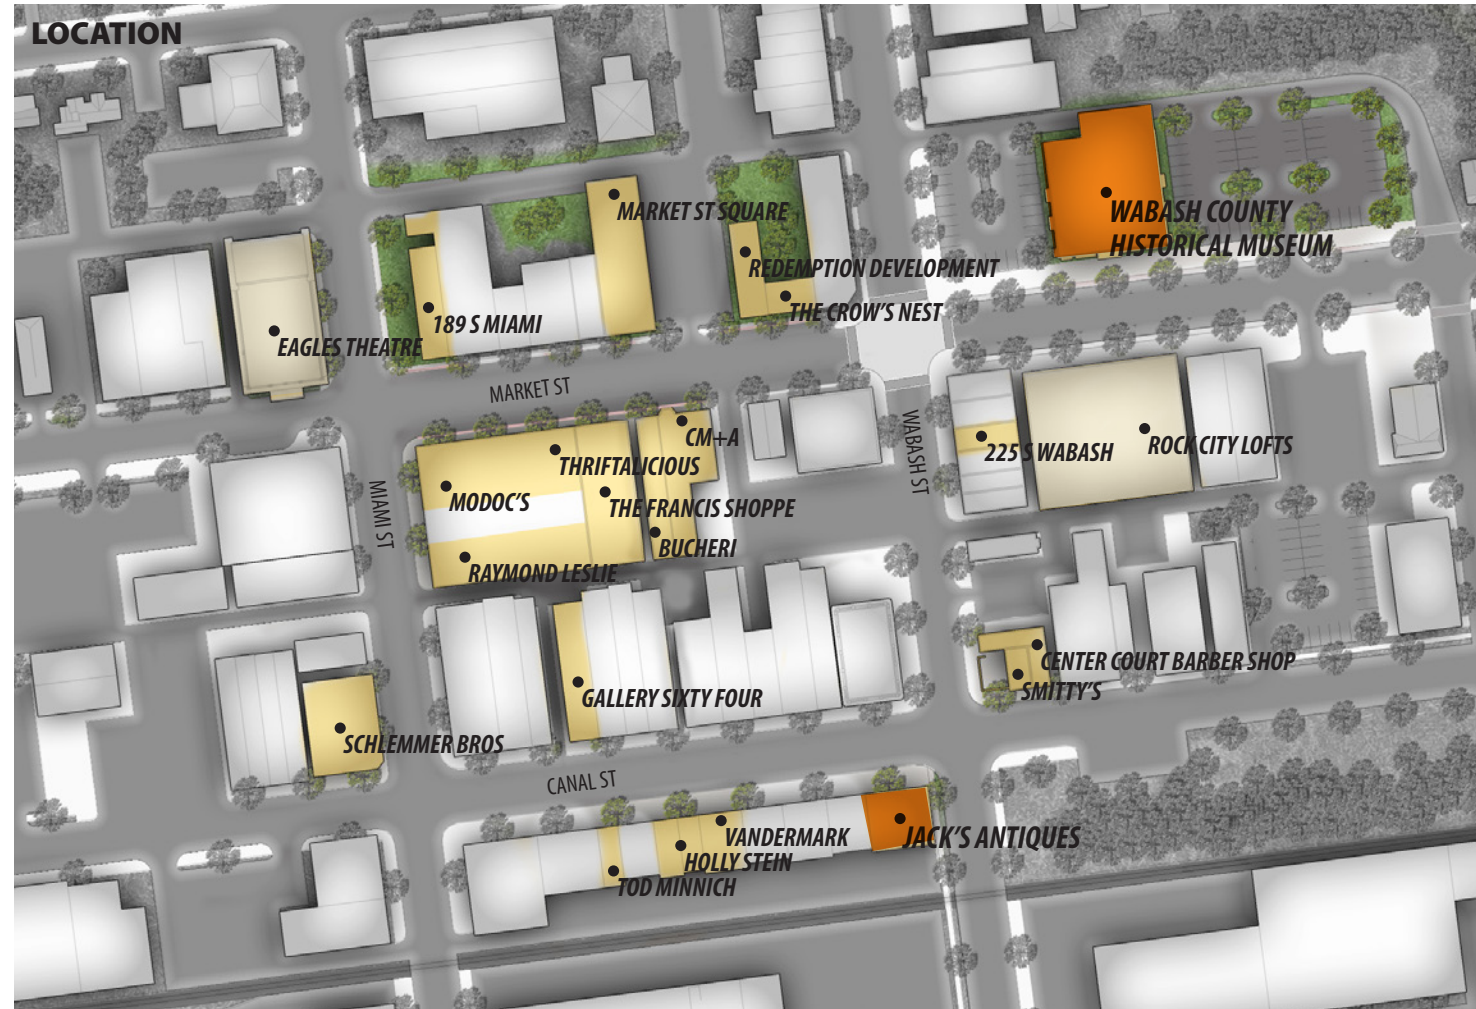 LOCATION
MARKET ST SQUARE
WABASH COUNTY
HISTORICAL MUSEUM
REDEMPTION DEVELOPMENT
THE CROW'S NEST
189 S MIAMI
EAGLES THEATRE
MARKET ST
CM+A
WABASH ST
225 S WABASH
ROCK CITY LOFTS
THRIFTALICIOUS
MODOC'S
THE FRANCIS SHOPPE
MIAMI ST
BUCHERI
RAYMOND LESLIE
CENTER COURT BARBER SHOP
SMITTY'S
GALLERY SIXTY FOUR
SCHLEMMER BROS
CANAL ST
VANDERMARK
JACK'S ANTIQUES
HOLLY STEIN
TOD MINNICH